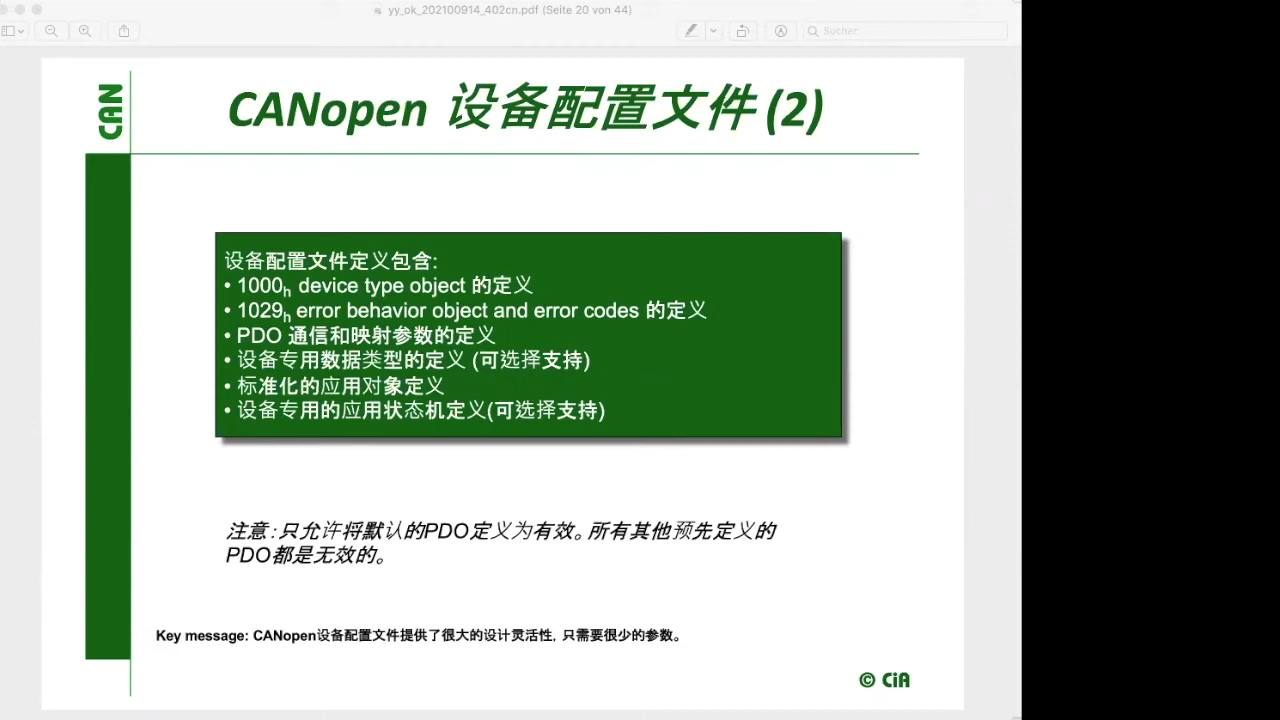 yy_ok_202100914_402cn.pdf (Seite 20 von 44)
Suchen
CAN
CANopen 设备配置文件 (2)
设备配置文件定义包含:
• 1000h device type object 的定义
• 1029h error behavior object and error codes 的定义
• PDO 通信和映射参数的定义
• 设备专用数据类型的定义 (可选择支持)
• 标准化的应用对象定义
• 设备专用的应用状态机定义(可选择支持)
注意：只允许将默认的PDO定义为有效。所有其他预先定义的
PDO都是无效的。
Key message: CANopen设备配置文件提供了很大的设计灵活性, 只需要很少的参数。
© CiA